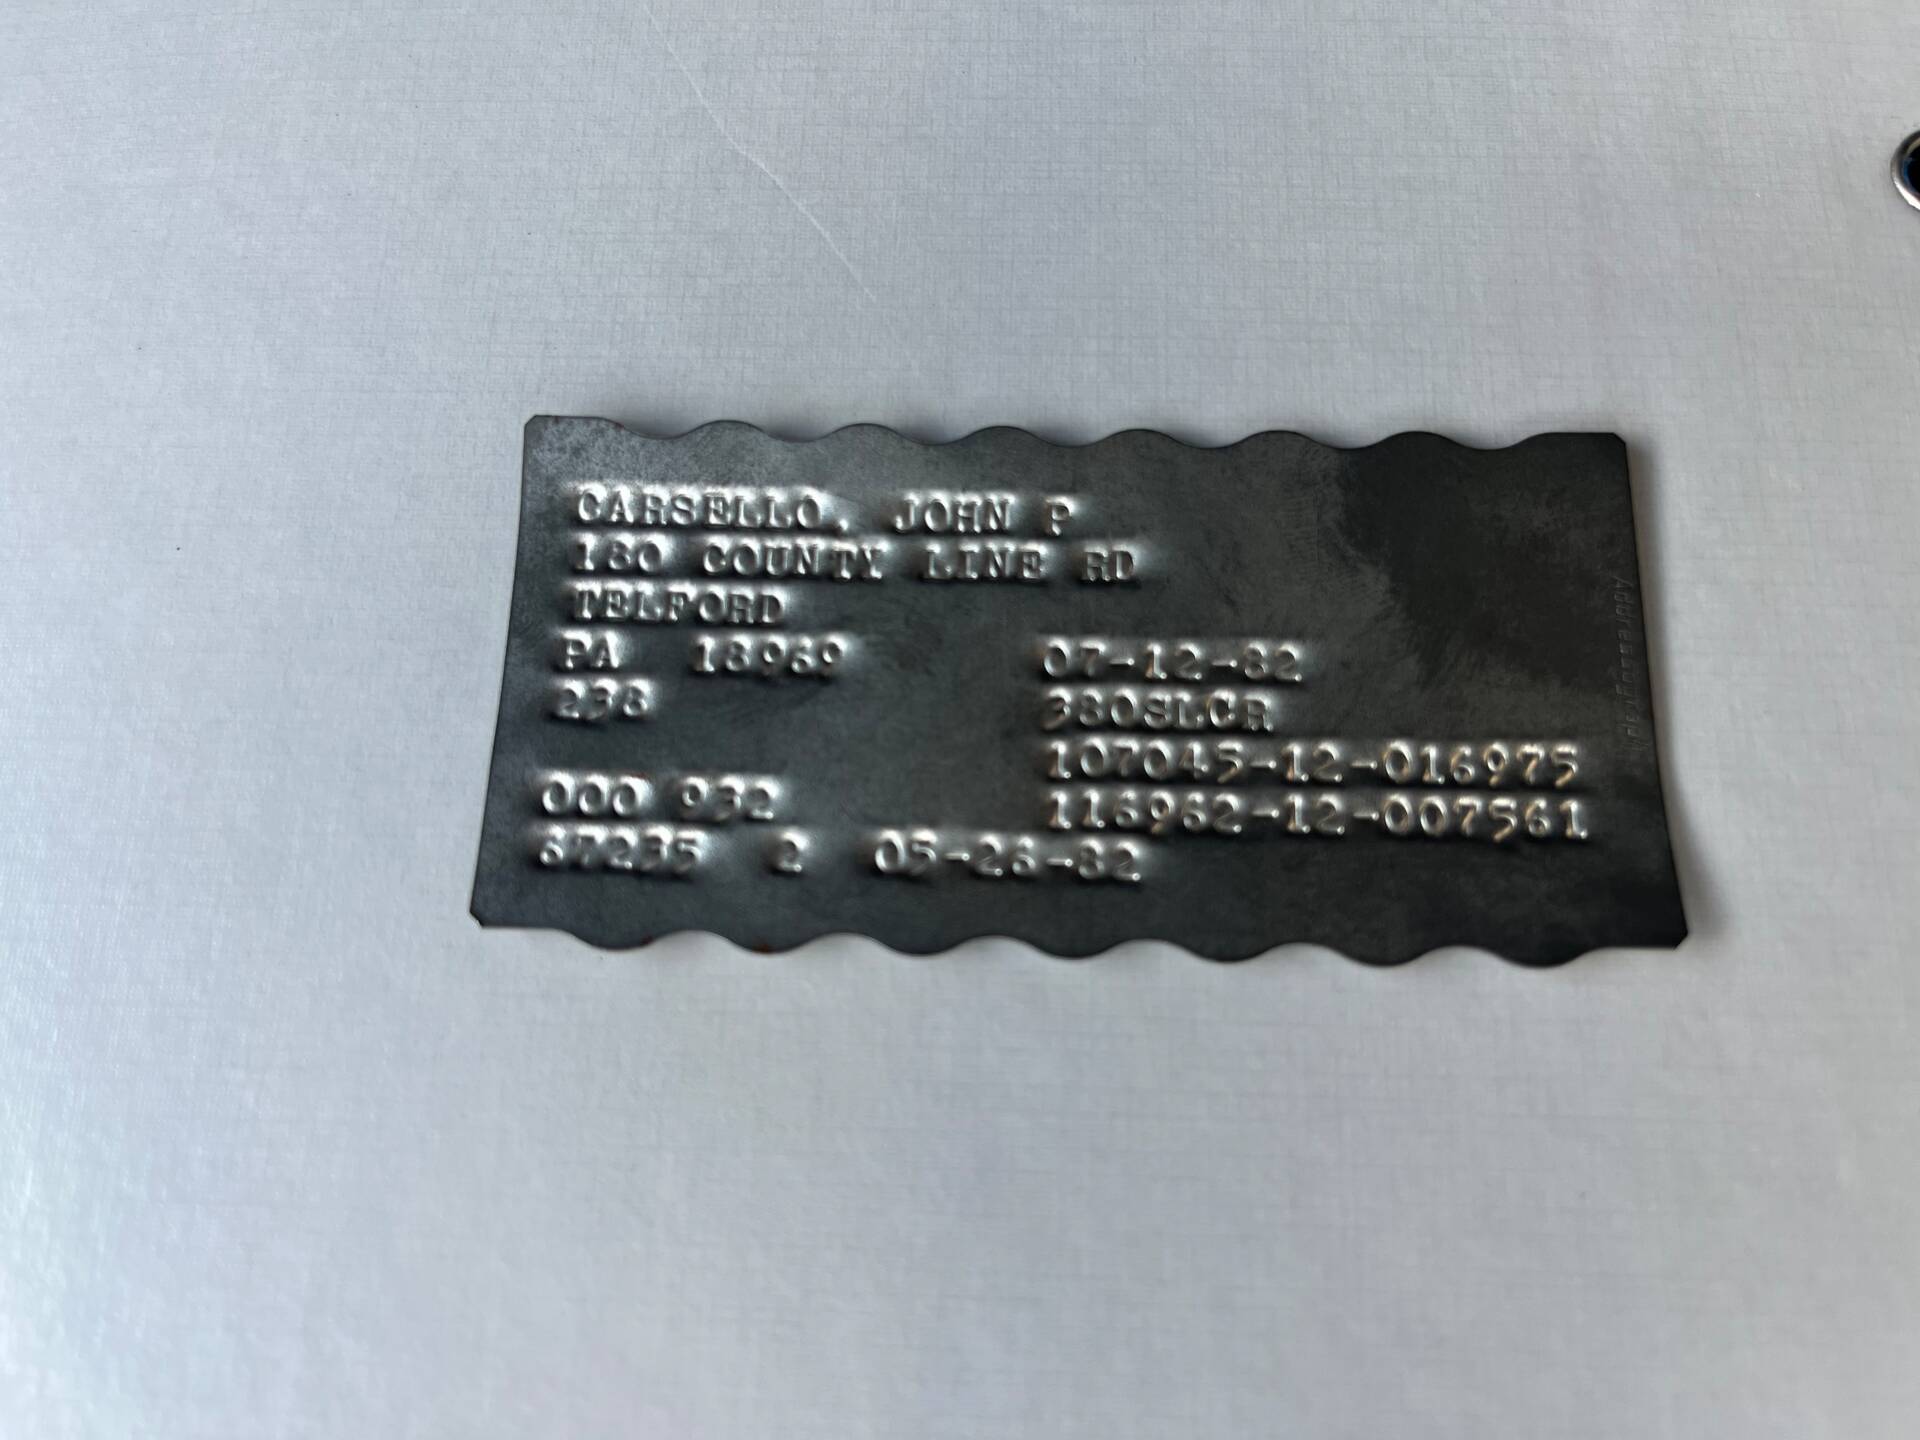 CARSELLO, JOHN P
180 COUNTY LINE RD
TELFORD
PA 18969 07-12-82
238 380SLCR
107045-12-016975
000 932 116962-12-007561
67235 2 05-26-82
Addressograph